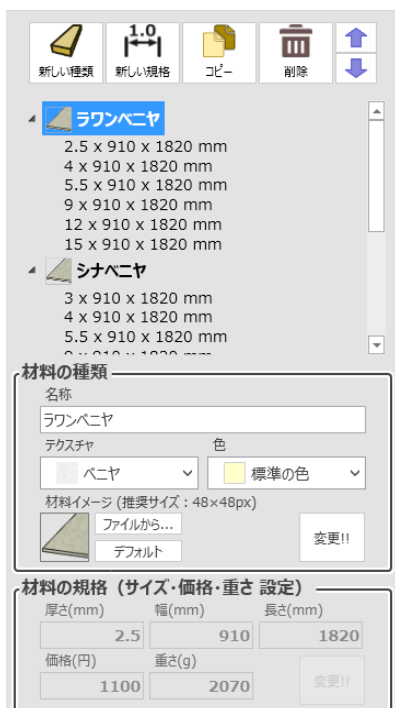 1.0
新しい種類 新しい規格 コピー 削除
ラワンベニヤ
2.5 x 910 x 1820 mm
4 x 910 x 1820 mm
5.5 x 910 x 1820 mm
9 x 910 x 1820 mm
12 x 910 x 1820 mm
15 x 910 x 1820 mm
シナベニヤ
3 x 910 x 1820 mm
4 x 910 x 1820 mm
5.5 x 910 x 1820 mm
材料の種類
名称
ラワンベニヤ
テクスチャ 色
ベニヤ 標準の色
材料イメージ (推奨サイズ：48×48px)
ファイルから...
デフォルト
変更!!
材料の規格（サイズ・価格・重さ 設定）
厚さ(mm) 幅(mm) 長さ(mm)
2.5 910 1820
価格(円) 重さ(g)
1100 2070 変更!!